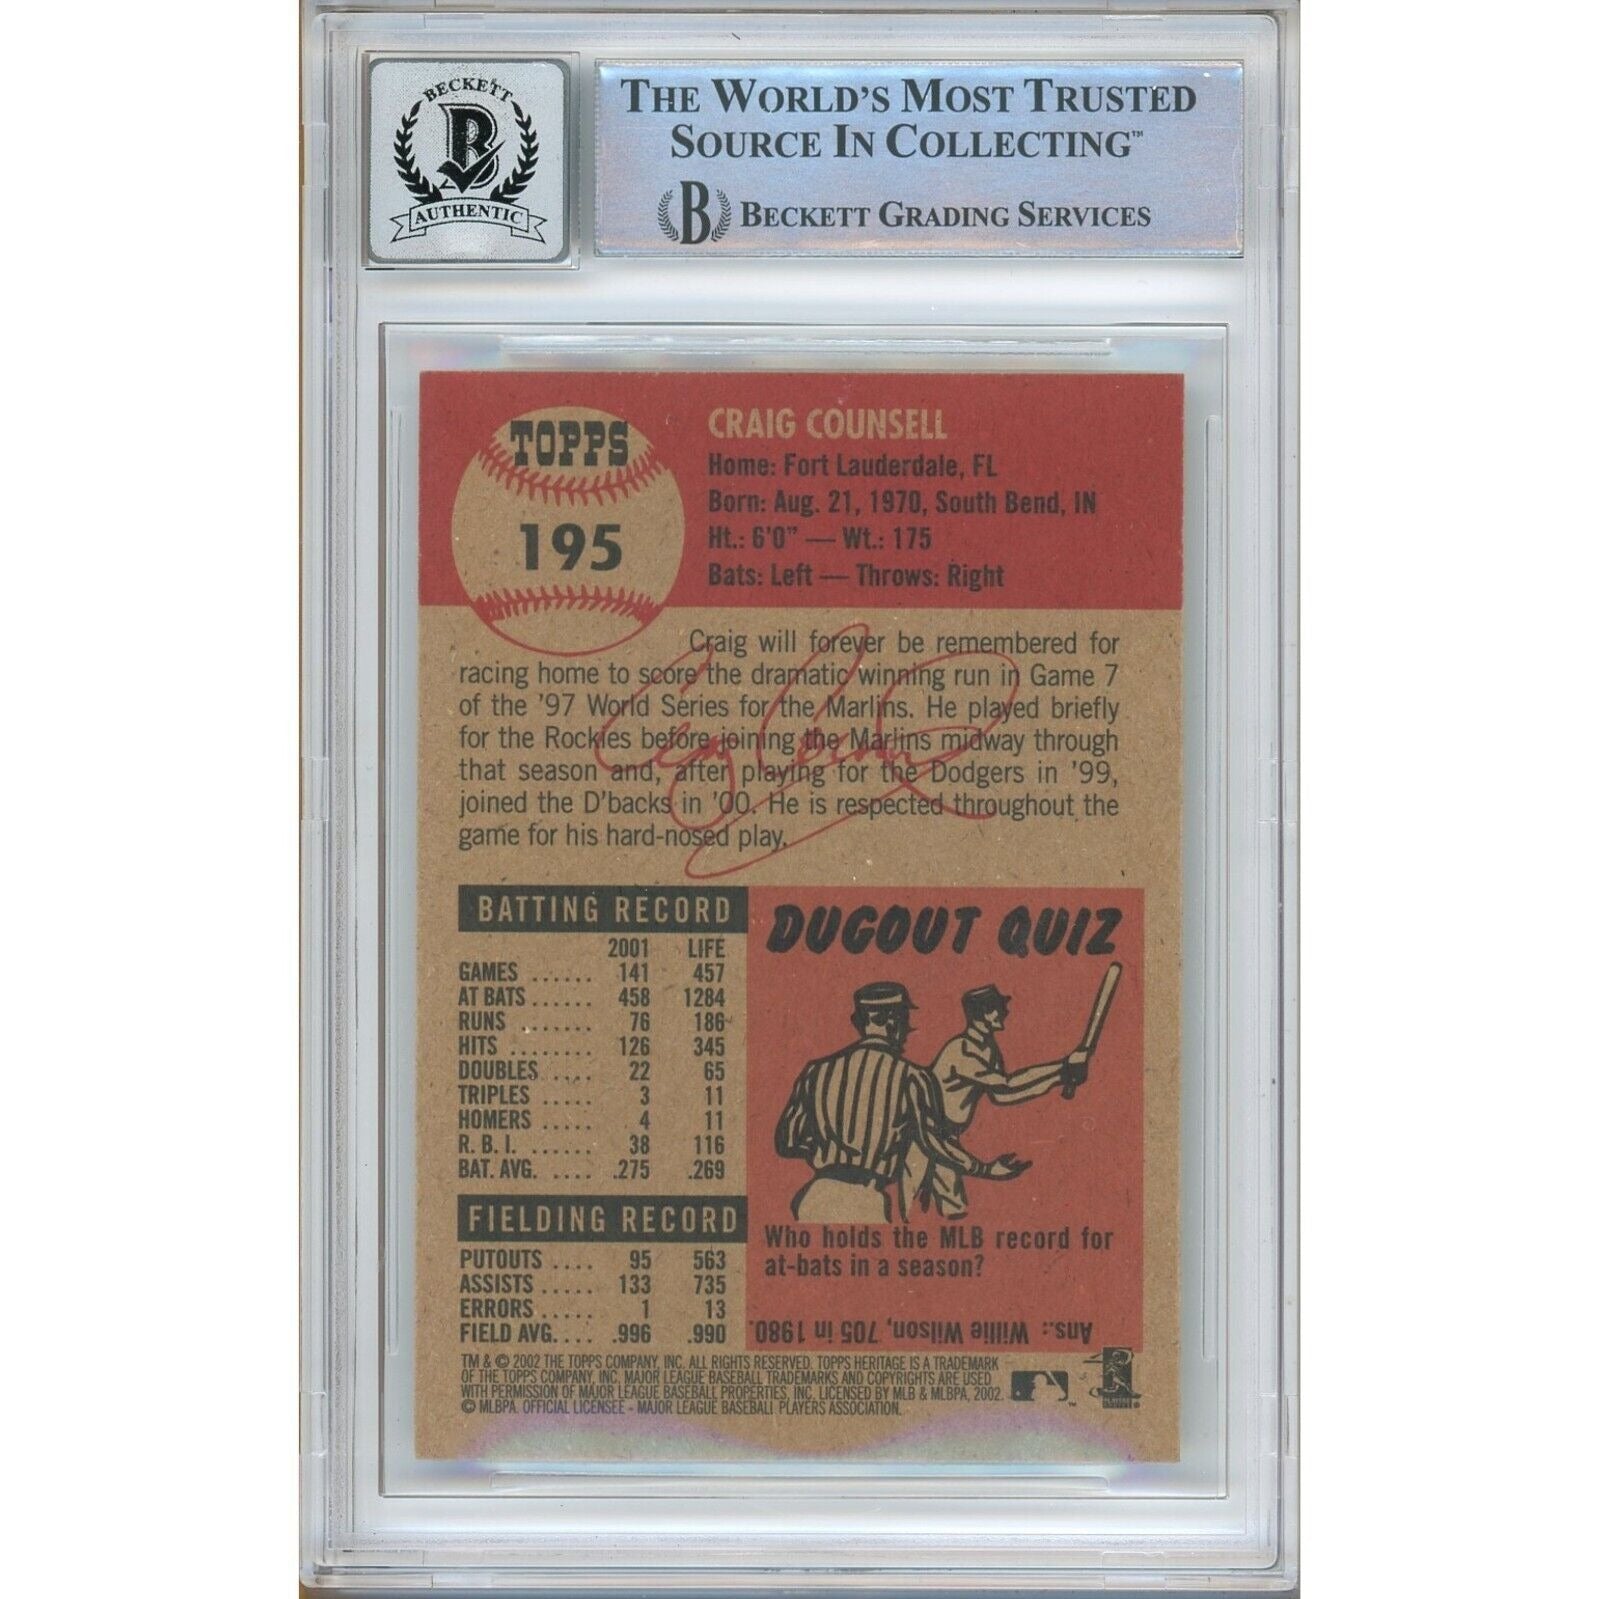 BECKETT
B
AUTHENTIC
THE WORLD'S MOST TRUSTED
SOURCE IN COLLECTING™
B BECKETT GRADING SERVICES
TOPPS
195
CRAIG COUNSELL
Home: Fort Lauderdale, FL
Born: Aug. 21, 1970, South Bend, IN
Ht.: 6'0" — Wt.: 175
Bats: Left — Throws: Right
Craig will forever be remembered for
racing home to score the dramatic winning run in Game 7
of the '97 World Series for the Marlins. He played briefly
for the Rockies before joining the Marlins midway through
that season and, after playing for the Dodgers in '99,
joined the D'backs in '00. He is respected throughout the
game for his hard-nosed play.
Craig Counsell
BATTING RECORD
2001 LIFE
GAMES ...... 141 457
AT BATS ...... 458 1284
RUNS ....... 76 186
HITS ........ 126 345
DOUBLES ..... 22 65
TRIPLES ..... 3 11
HOMERS ..... 4 11
R. B. I. ...... 38 116
BAT. AVG. .... .275 .269
FIELDING RECORD
PUTOUTS .... 95 563
ASSISTS ..... 133 735
ERRORS ..... 1 13
FIELD AVG. ... .996 .990
DUGOUT QUIZ
Who holds the MLB record for
at-bats in a season?
Ans.: Willie Wilson, 705 in 1980.
TM & © 2002 THE TOPPS COMPANY, INC. ALL RIGHTS RESERVED. TOPPS HERITAGE IS A TRADEMARK
OF THE TOPPS COMPANY, INC. MAJOR LEAGUE BASEBALL TRADEMARKS AND COPYRIGHTS ARE USED
WITH PERMISSION OF MAJOR LEAGUE BASEBALL PROPERTIES, INC. LICENSED BY MLB & MLBPA, 2002.
© MLBPA. OFFICIAL LICENSEE - MAJOR LEAGUE BASEBALL PLAYERS ASSOCIATION.